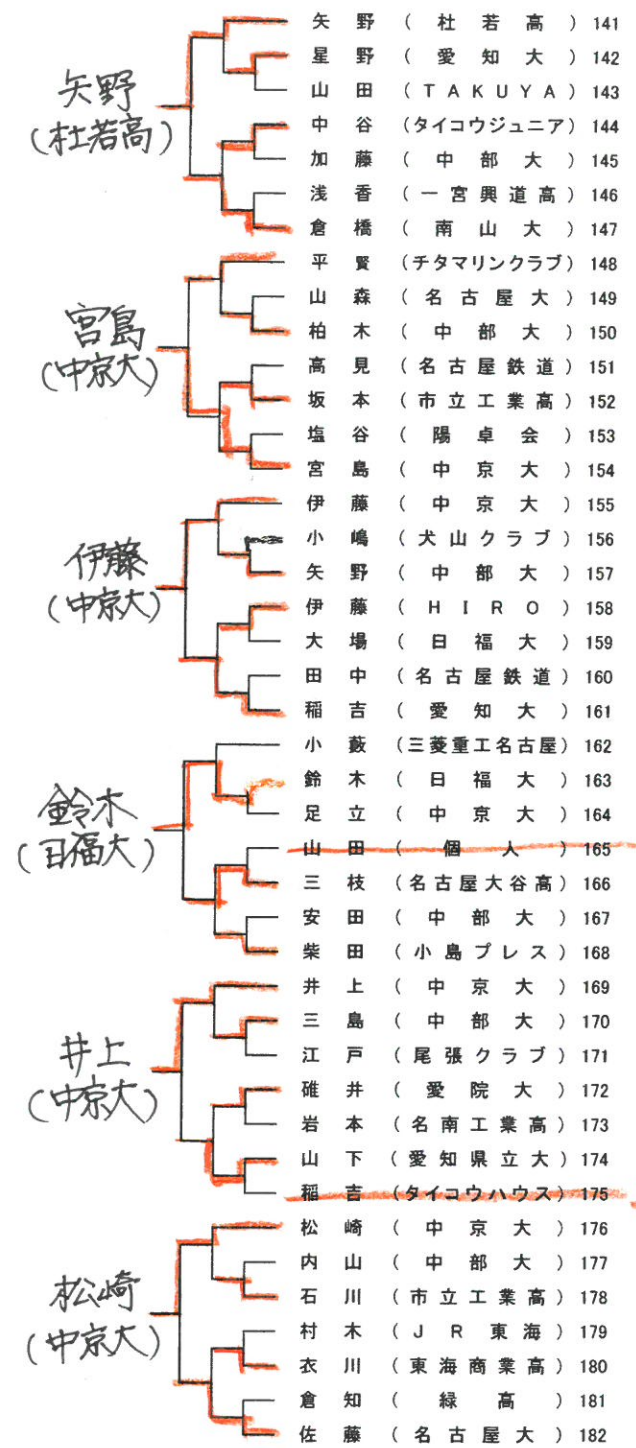 矢野(杜若高)141
星野(愛知大)142
山田(TAKUYA)143
矢野
(杜若高)
中谷(タイコウジュニア)144
加藤(中部大)145
浅香(一宮興道高)146
倉橋(南山大)147
平賢(チタマリンクラブ)148
山森(名古屋大)149
宮島
(中京大)
柏木(中部大)150
高見(名古屋鉄道)151
坂本(市立工業高)152
塩谷(陽卓会)153
宮島(中京大)154
伊藤(中京大)155
小嶋(犬山クラブ)156
伊藤
(中京大)
矢野(中部大)157
伊藤(HIRO)158
大場(日福大)159
田中(名古屋鉄道)160
稲吉(愛知大)161
小薮(三菱重工名古屋)162
鈴木(日福大)163
鈴木
(日福大)
足立(中京大)164
山田(個人)165
三枝(名古屋大谷高)166
安田(中部大)167
柴田(小島プレス)168
井上(中京大)169
三島(中部大)170
井上
(中京大)
江戸(尾張クラブ)171
碓井(愛院大)172
岩本(名南工業高)173
山下(愛知県立大)174
稲吉(タイコウハウス)175
松崎(中京大)176
内山(中部大)177
松崎
(中京大)
石川(市立工業高)178
村木(JR東海)179
衣川(東海商業高)180
倉知(緑高)181
佐藤(名古屋大)182